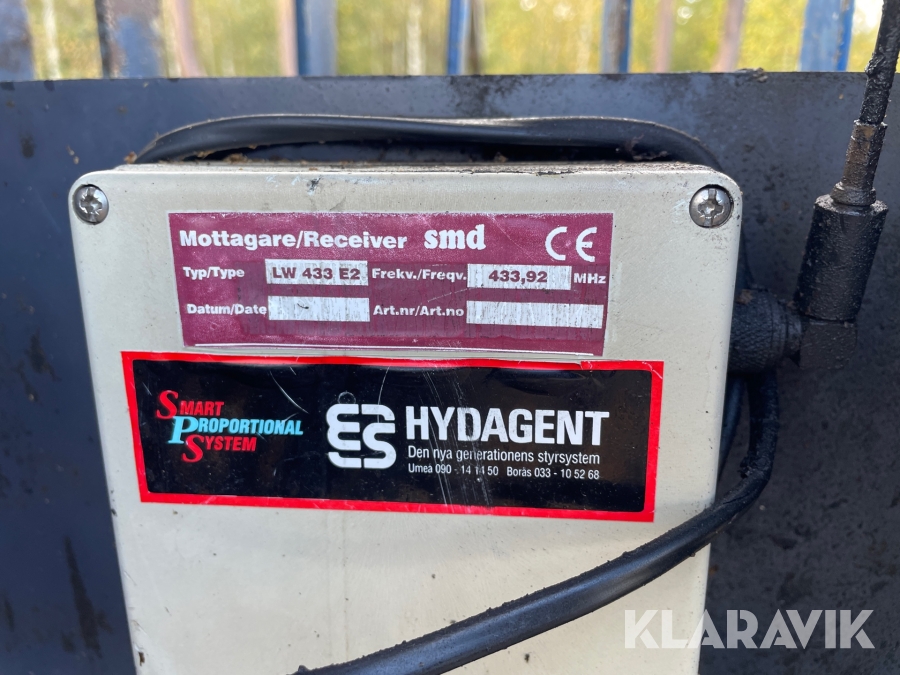 Mottagare/Receiver smd CE
Typ/Type LW 433 E2 Frekv./Freqv. 433,92 MHz
Datum/Date Art.nr/Art.no
SMART
PROPORTIONAL
SYSTEM
HYDAGENT
Den nya generationens styrsystem
Umeå 090 - 14 14 50 Borås 033 - 10 52 68
KLARAVIK